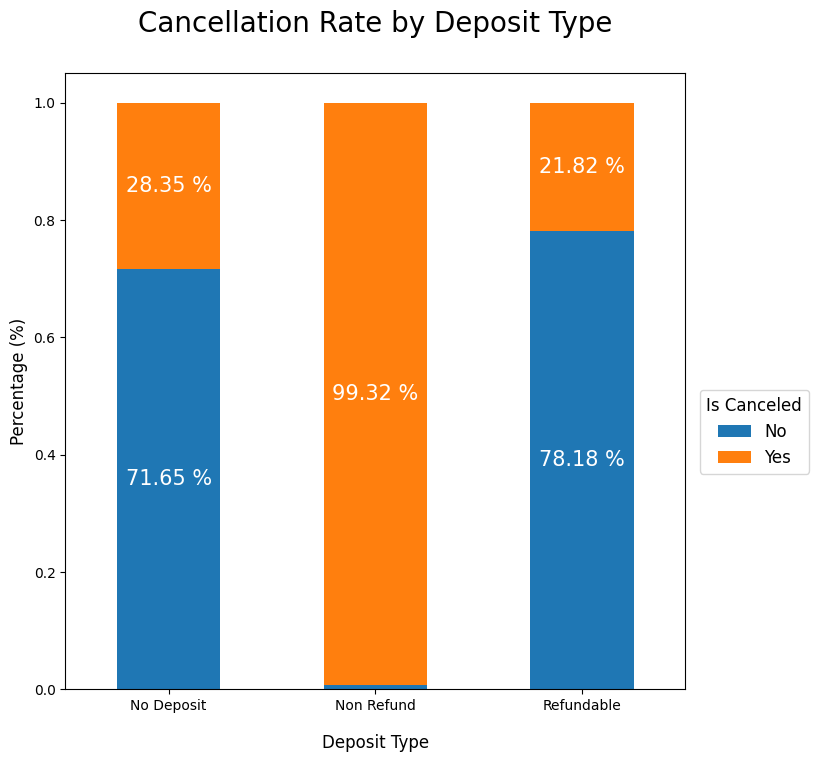 Cancellation Rate by Deposit Type
Percentage (%)
1.0
0.8
0.6
0.4
0.2
0.0
28.35 %
71.65 %
99.32 %
21.82 %
78.18 %
No Deposit
Non Refund
Refundable
Deposit Type
Is Canceled
No
Yes